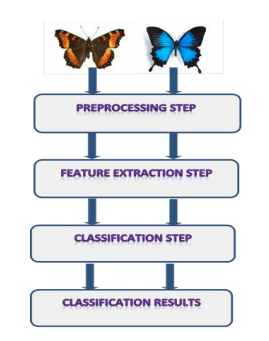 PREPROCESSING STEP
FEATURE EXTRACTION STEP
CLASSIFICATION STEP
CLASSIFICATION RESULTS